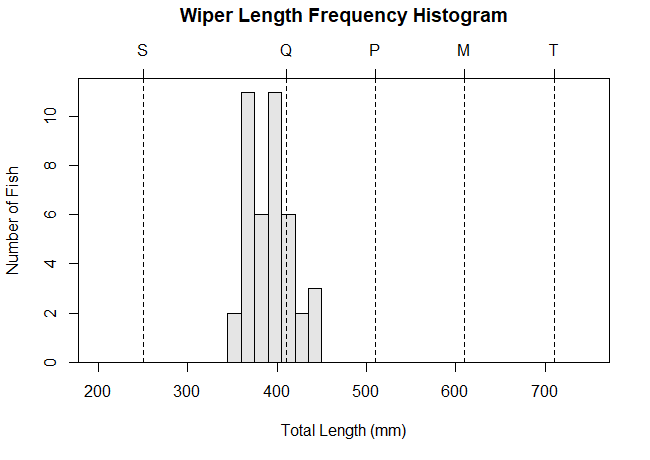 Wiper Length Frequency Histogram
S Q P M T
Number of Fish
0 2 4 6 8 10
200 300 400 500 600 700
Total Length (mm)